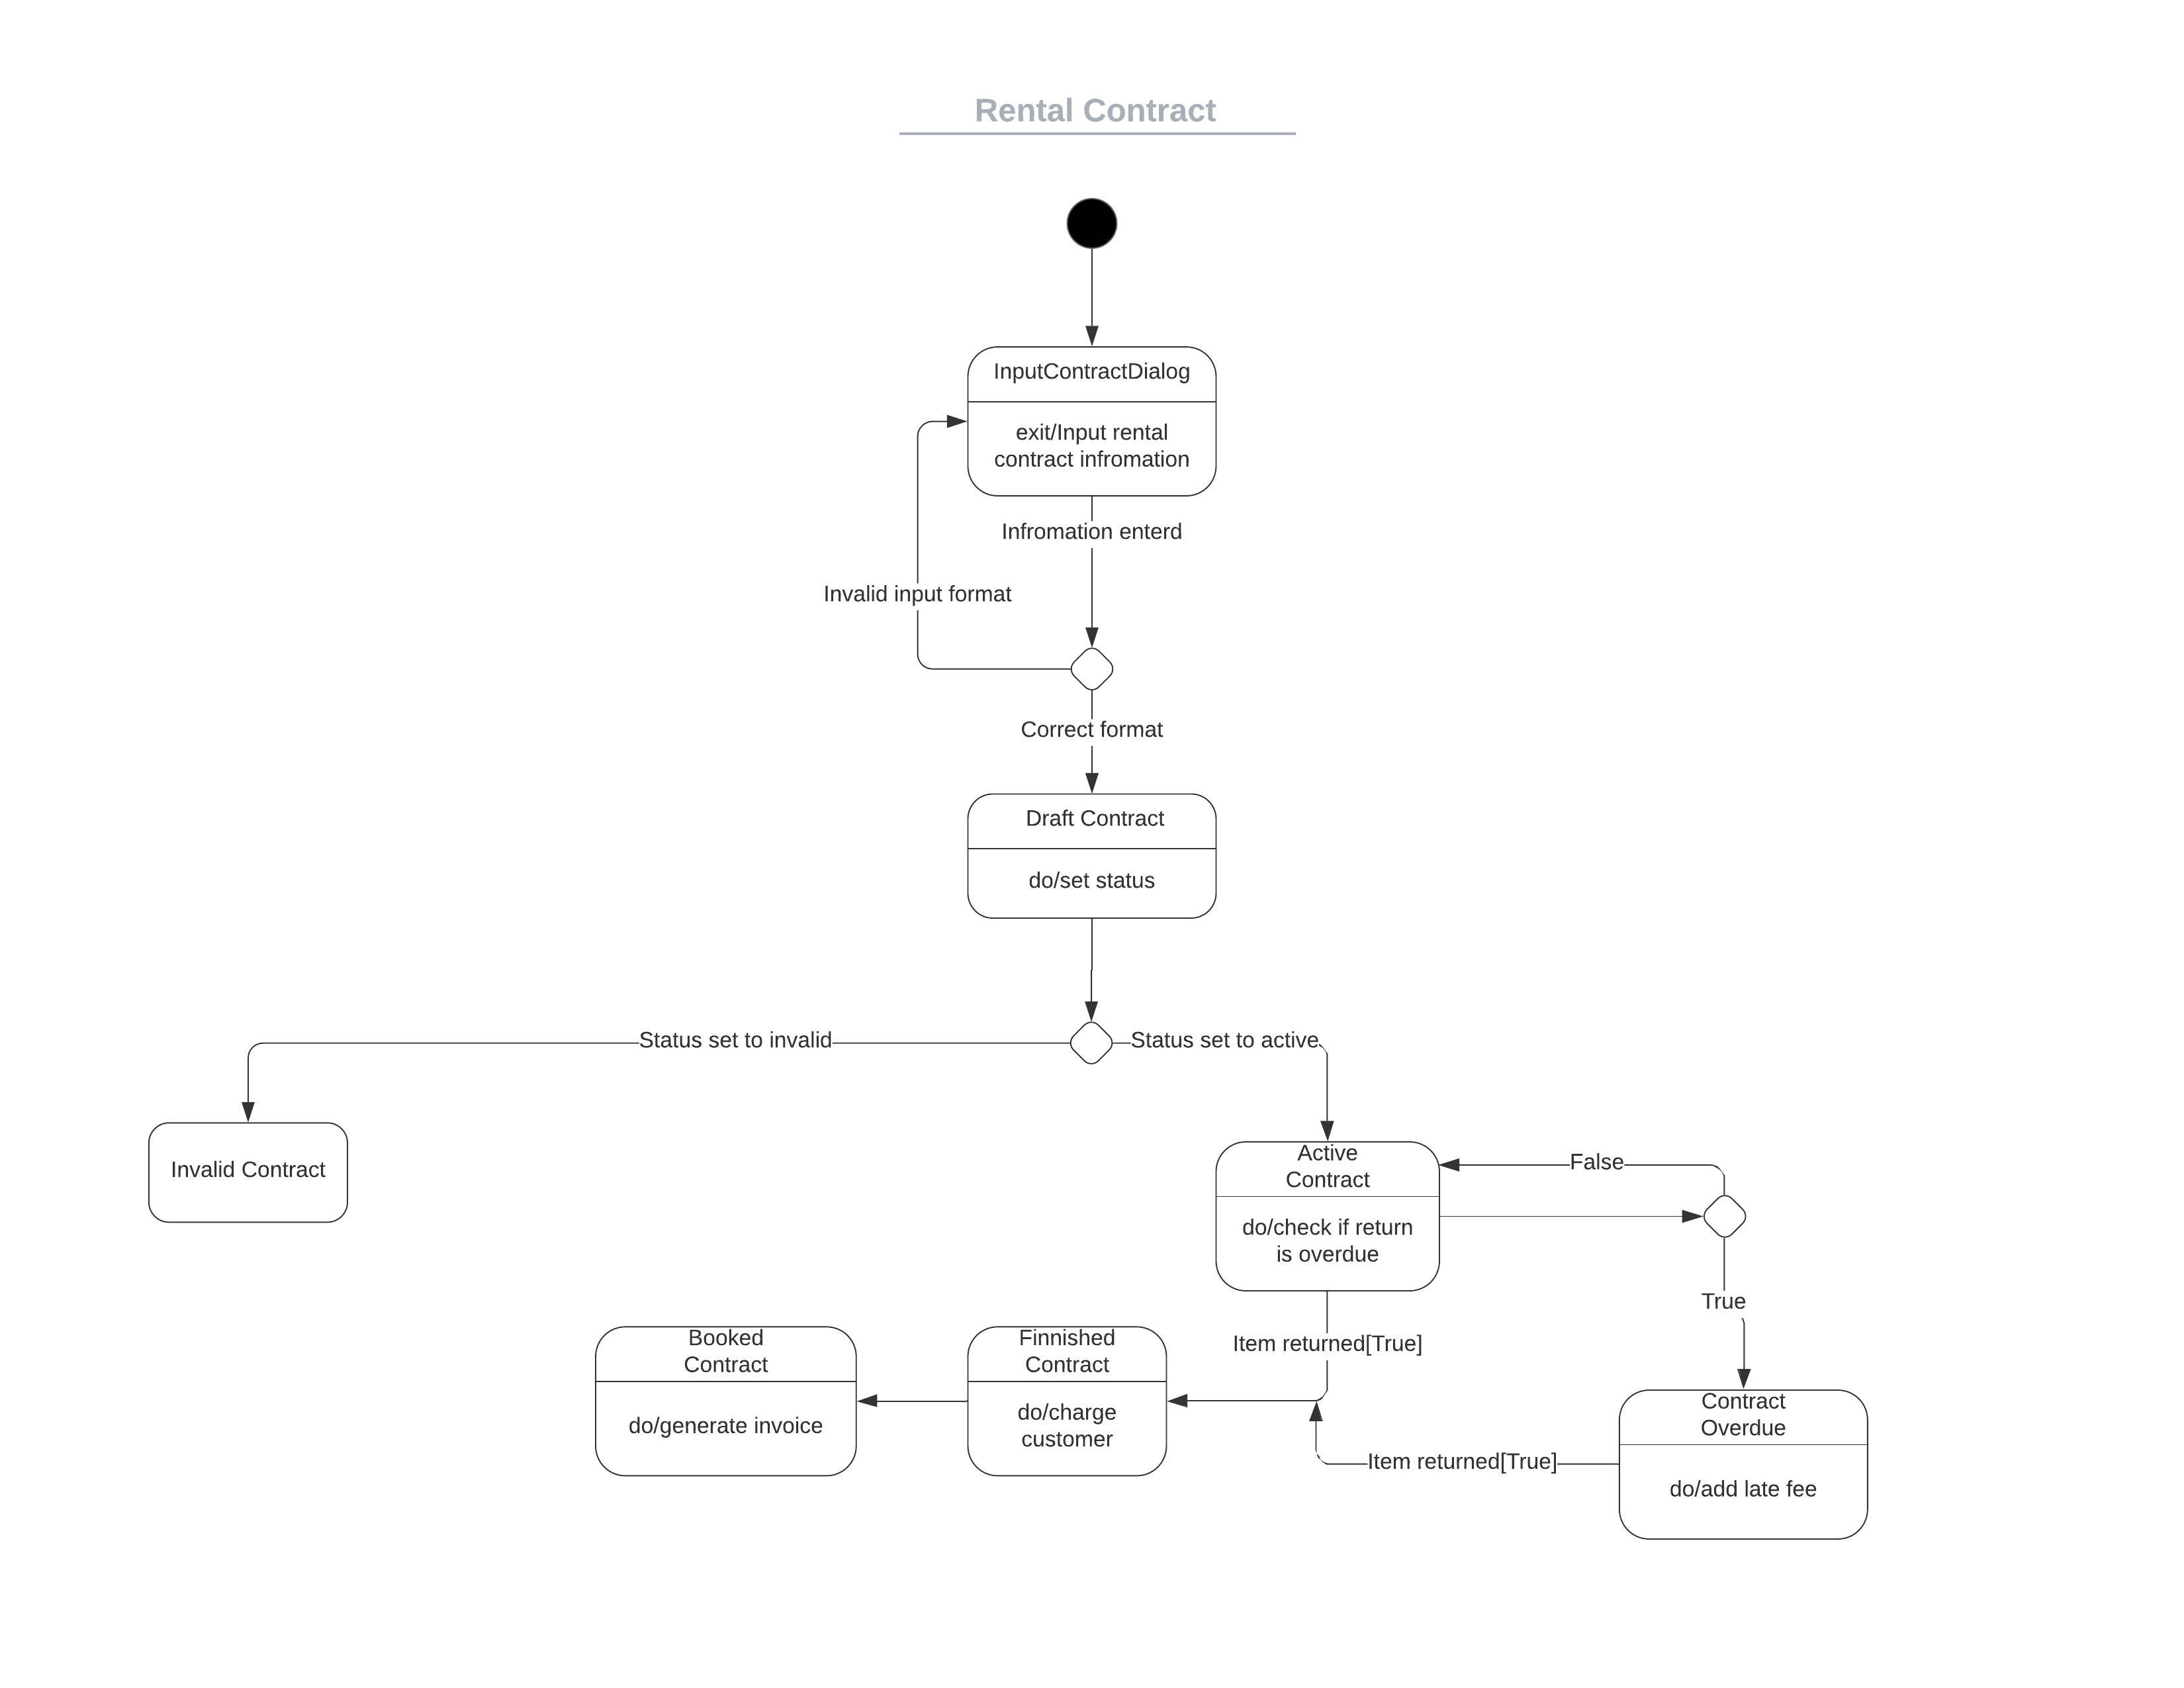 Rental Contract
InputContractDialog
exit/Input rental
contract infromation
Infromation enterd
Invalid input format
Correct format
Draft Contract
do/set status
Status set to invalid
Status set to active
Invalid Contract
Active
Contract
do/check if return
is overdue
False
True
Item returned[True]
Booked
Contract
do/generate invoice
Finnished
Contract
do/charge
customer
Contract
Overdue
do/add late fee
Item returned[True]